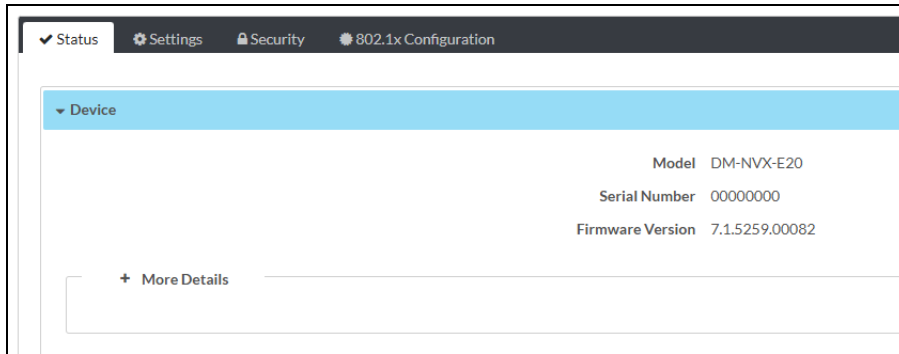 Status Settings Security 802.1x Configuration
Device
Model DM-NVX-E20
Serial Number 00000000
Firmware Version 7.1.5259.00082
+ More Details